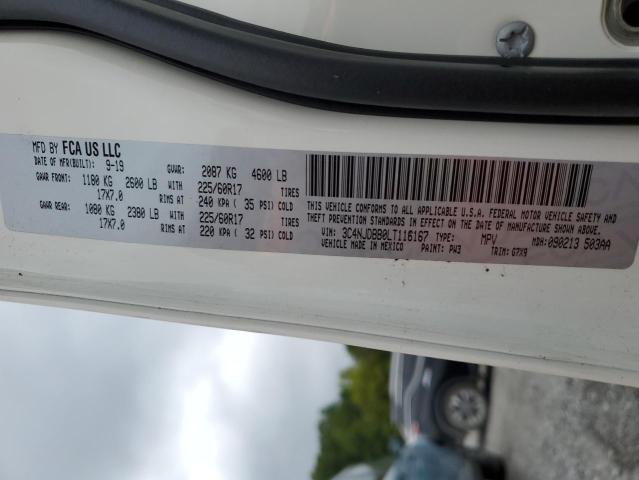 MFD BY FCA US LLC
DATE OF MFR(BUILT): 9-19 GVWR: 2087 KG 4600 LB
GAWR FRONT: 1180 KG 2600 LB WITH 225/60R17 TIRES
17X7.0 RIMS AT 240 KPA ( 35 PSI) COLD
GAWR REAR: 1080 KG 2380 LB WITH 225/60R17 TIRES
17X7.0 RIMS AT 220 KPA ( 32 PSI) COLD
THIS VEHICLE CONFORMS TO ALL APPLICABLE U.S.A. FEDERAL MOTOR VEHICLE SAFETY AND
THEFT PREVENTION STANDARDS IN EFFECT ON THE DATE OF MANUFACTURE SHOWN ABOVE.
VIN: 3C4NJDBB0LT116167 TYPE: MPV MDH: 090213 503AA
VEHICLE MADE IN MEXICO PAINT: PW3 TRIM: G7X9